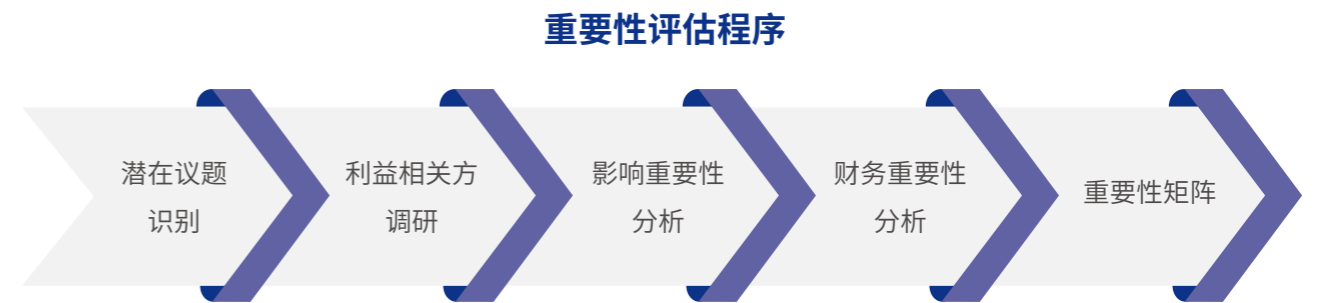 重要性评估程序
潜在议题
识别
利益相关方
调研
影响重要性
分析
财务重要性
分析
重要性矩阵